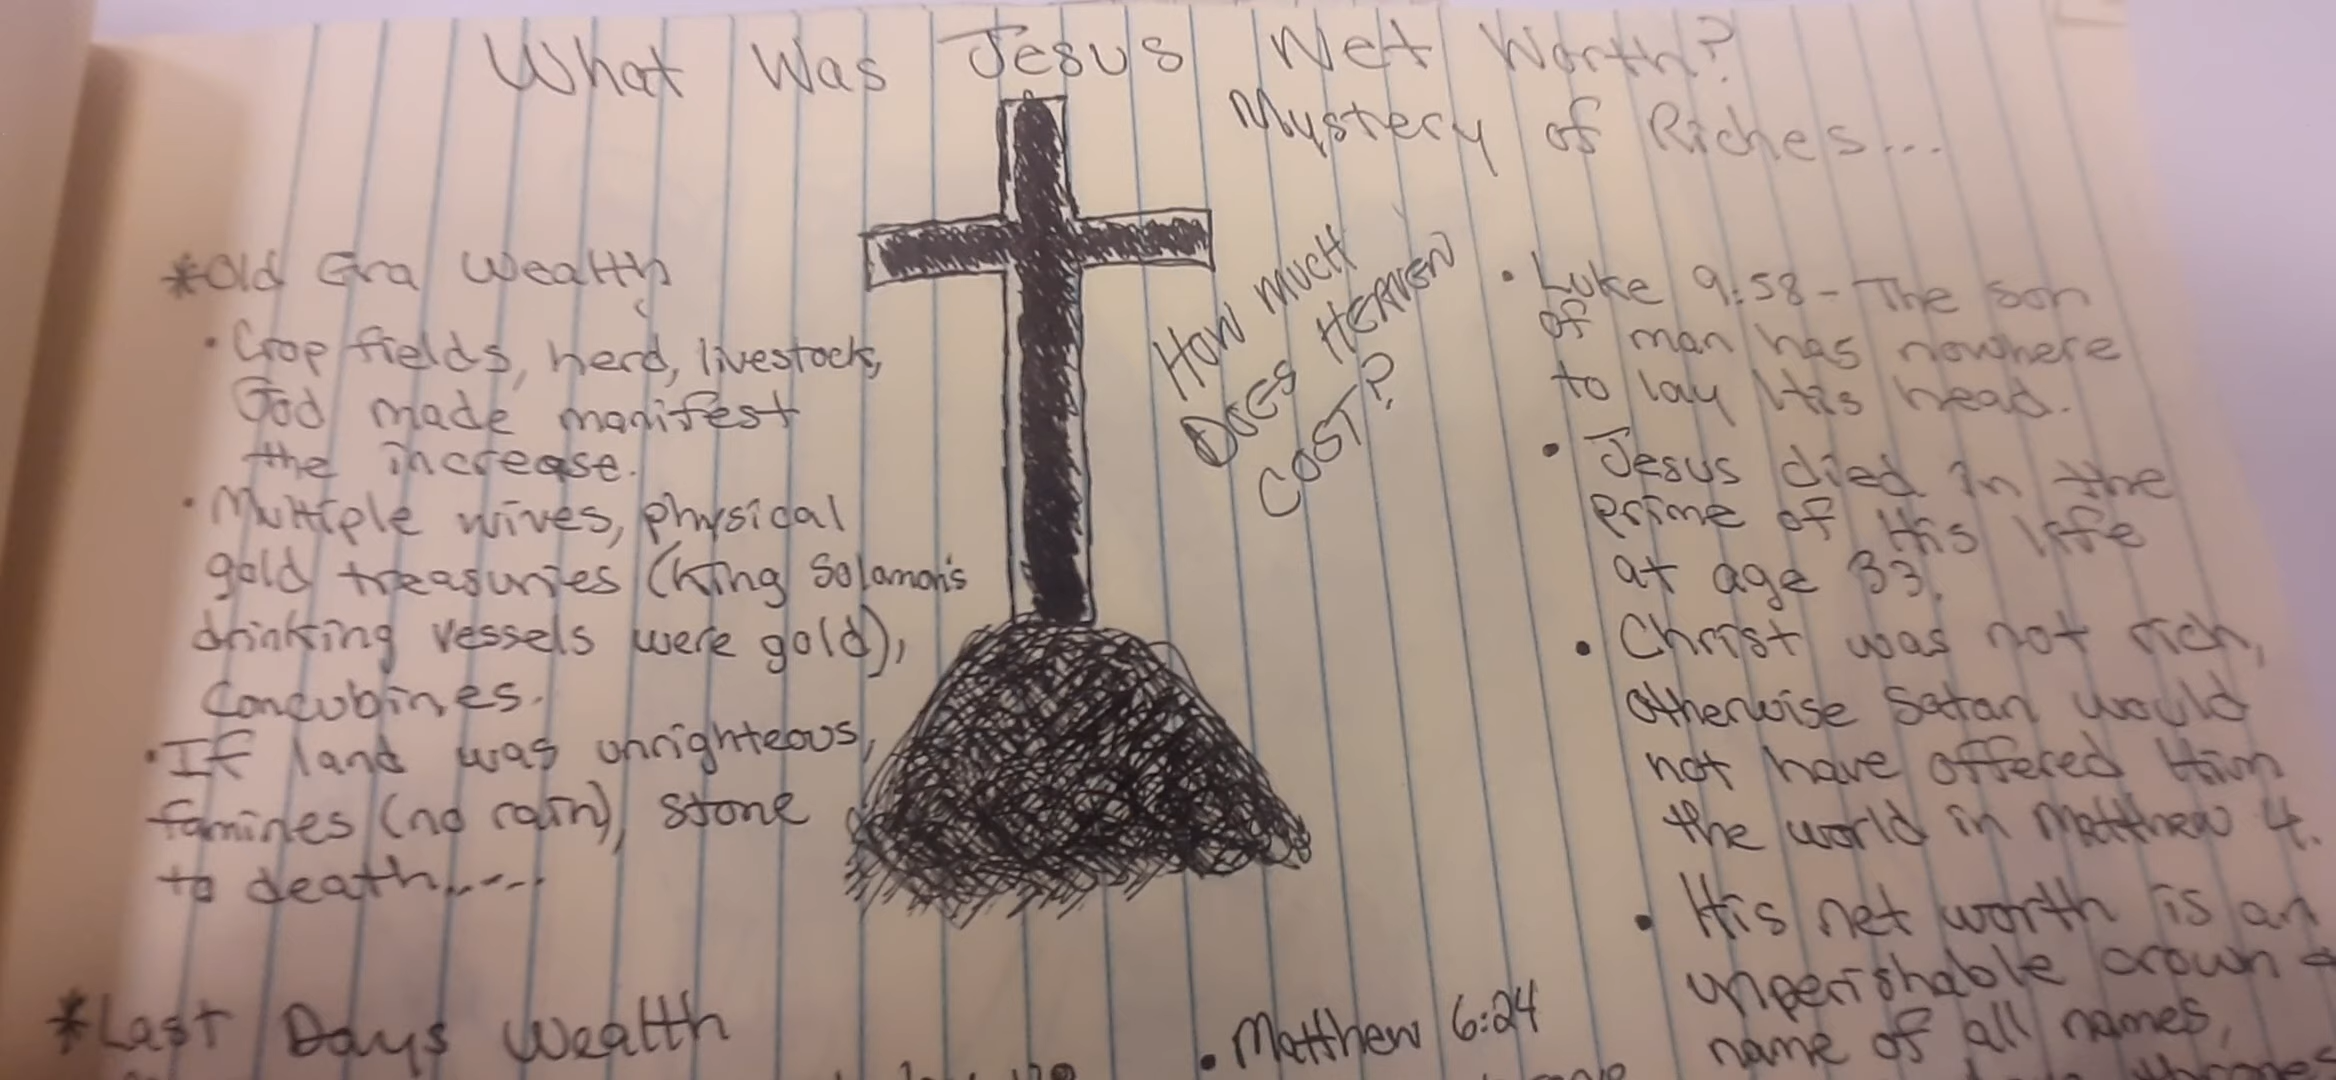 What Was Jesus Net Worth?
Mystery of Riches...
*Old Era Wealth
• Crop fields, herd, livestock,
God made manifest
the increase.
• Multiple wives, physical
gold treasuries (King Solamon's
drinking vessels were gold),
Concubines.
• If land was unrighteous,
famines (no rain), stone
to death......
*Last Days Wealth
HOW MUCH
DOES HEAVEN
COST?
• Luke 9:58 - The son
of man has nowhere
to lay His head.
• Jesus died in the
prime of His life
at age 33.
• Christ was not rich,
otherwise Satan would
not have offered Him
the world in Matthew 4.
• His net worth is an
unperishable crown
name of all names,
• Matthew 6:24